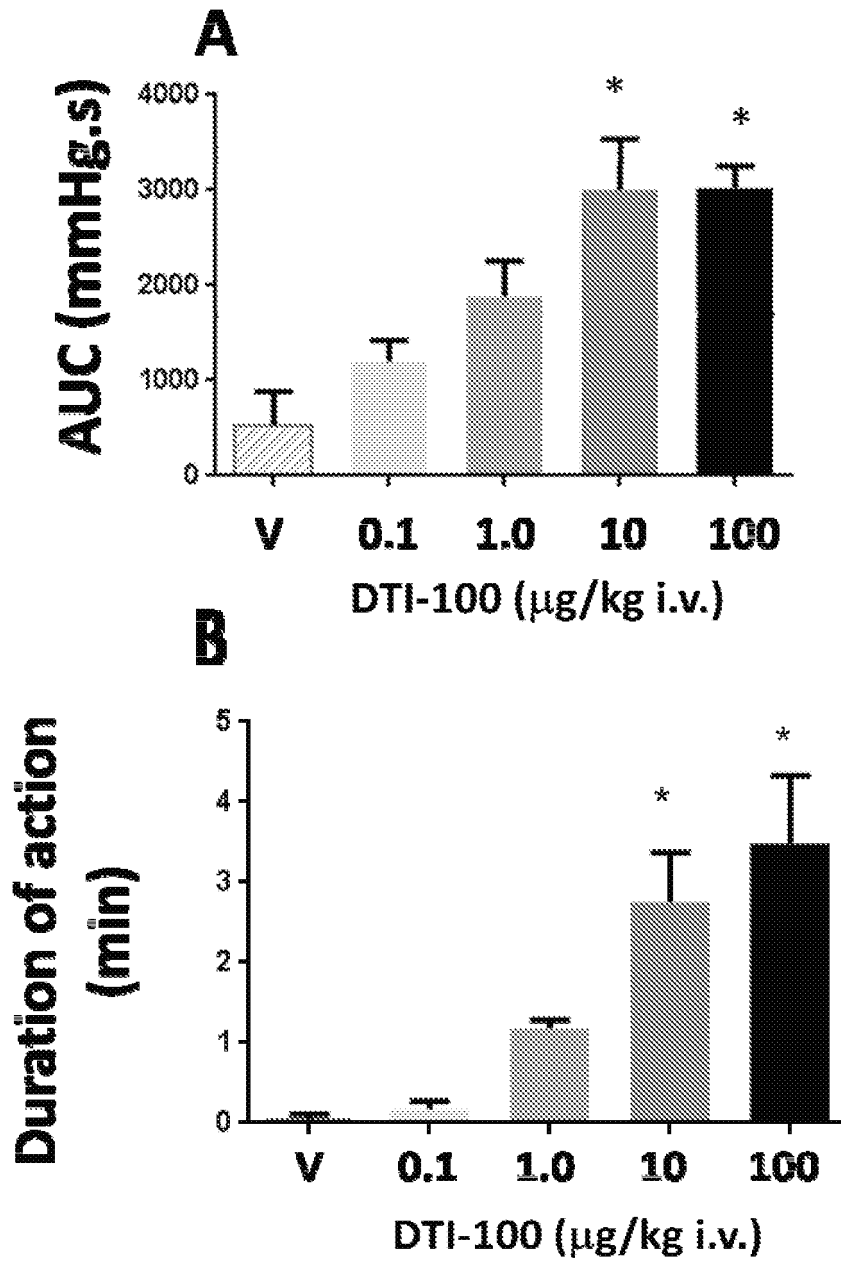 A
AUC (mmHg.s)
4000
3000
2000
1000
0
*
*
V 0.1 1.0 10 100
DTI-100 (μg/kg i.v.)
B
Duration of action
(min)
5
4
3
2
1
0
*
*
V 0.1 1.0 10 100
DTI-100 (μg/kg i.v.)